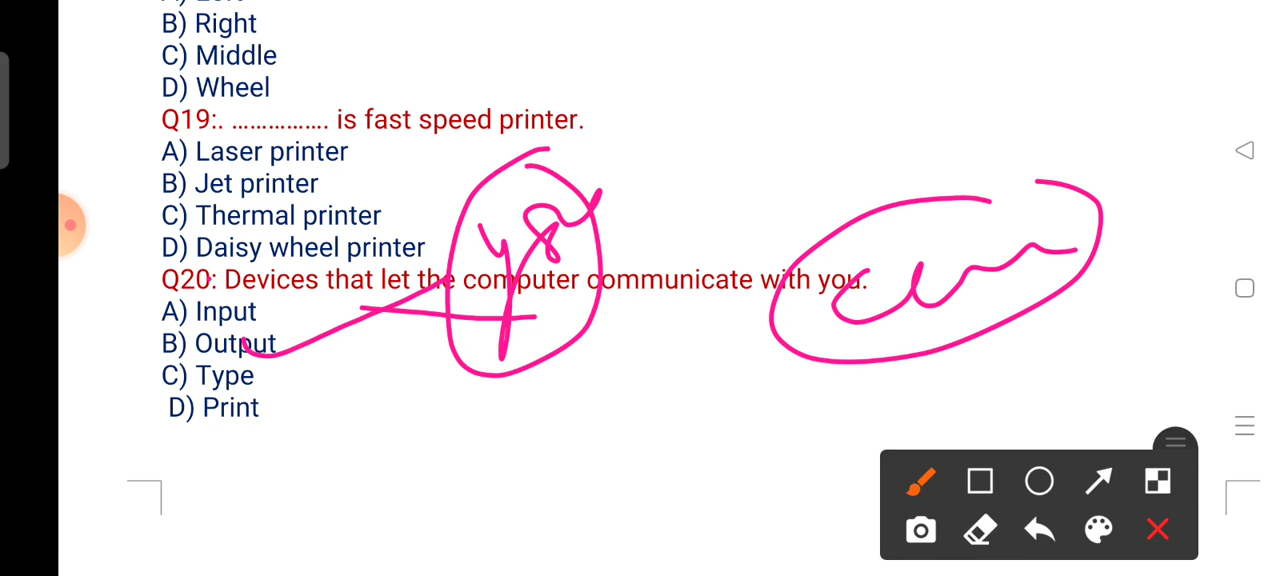 B) Right
C) Middle
D) Wheel
Q19:. ................ is fast speed printer.
A) Laser printer
B) Jet printer
C) Thermal printer
D) Daisy wheel printer
Q20: Devices that let the computer communicate with you.
A) Input
B) Output
C) Type
D) Print